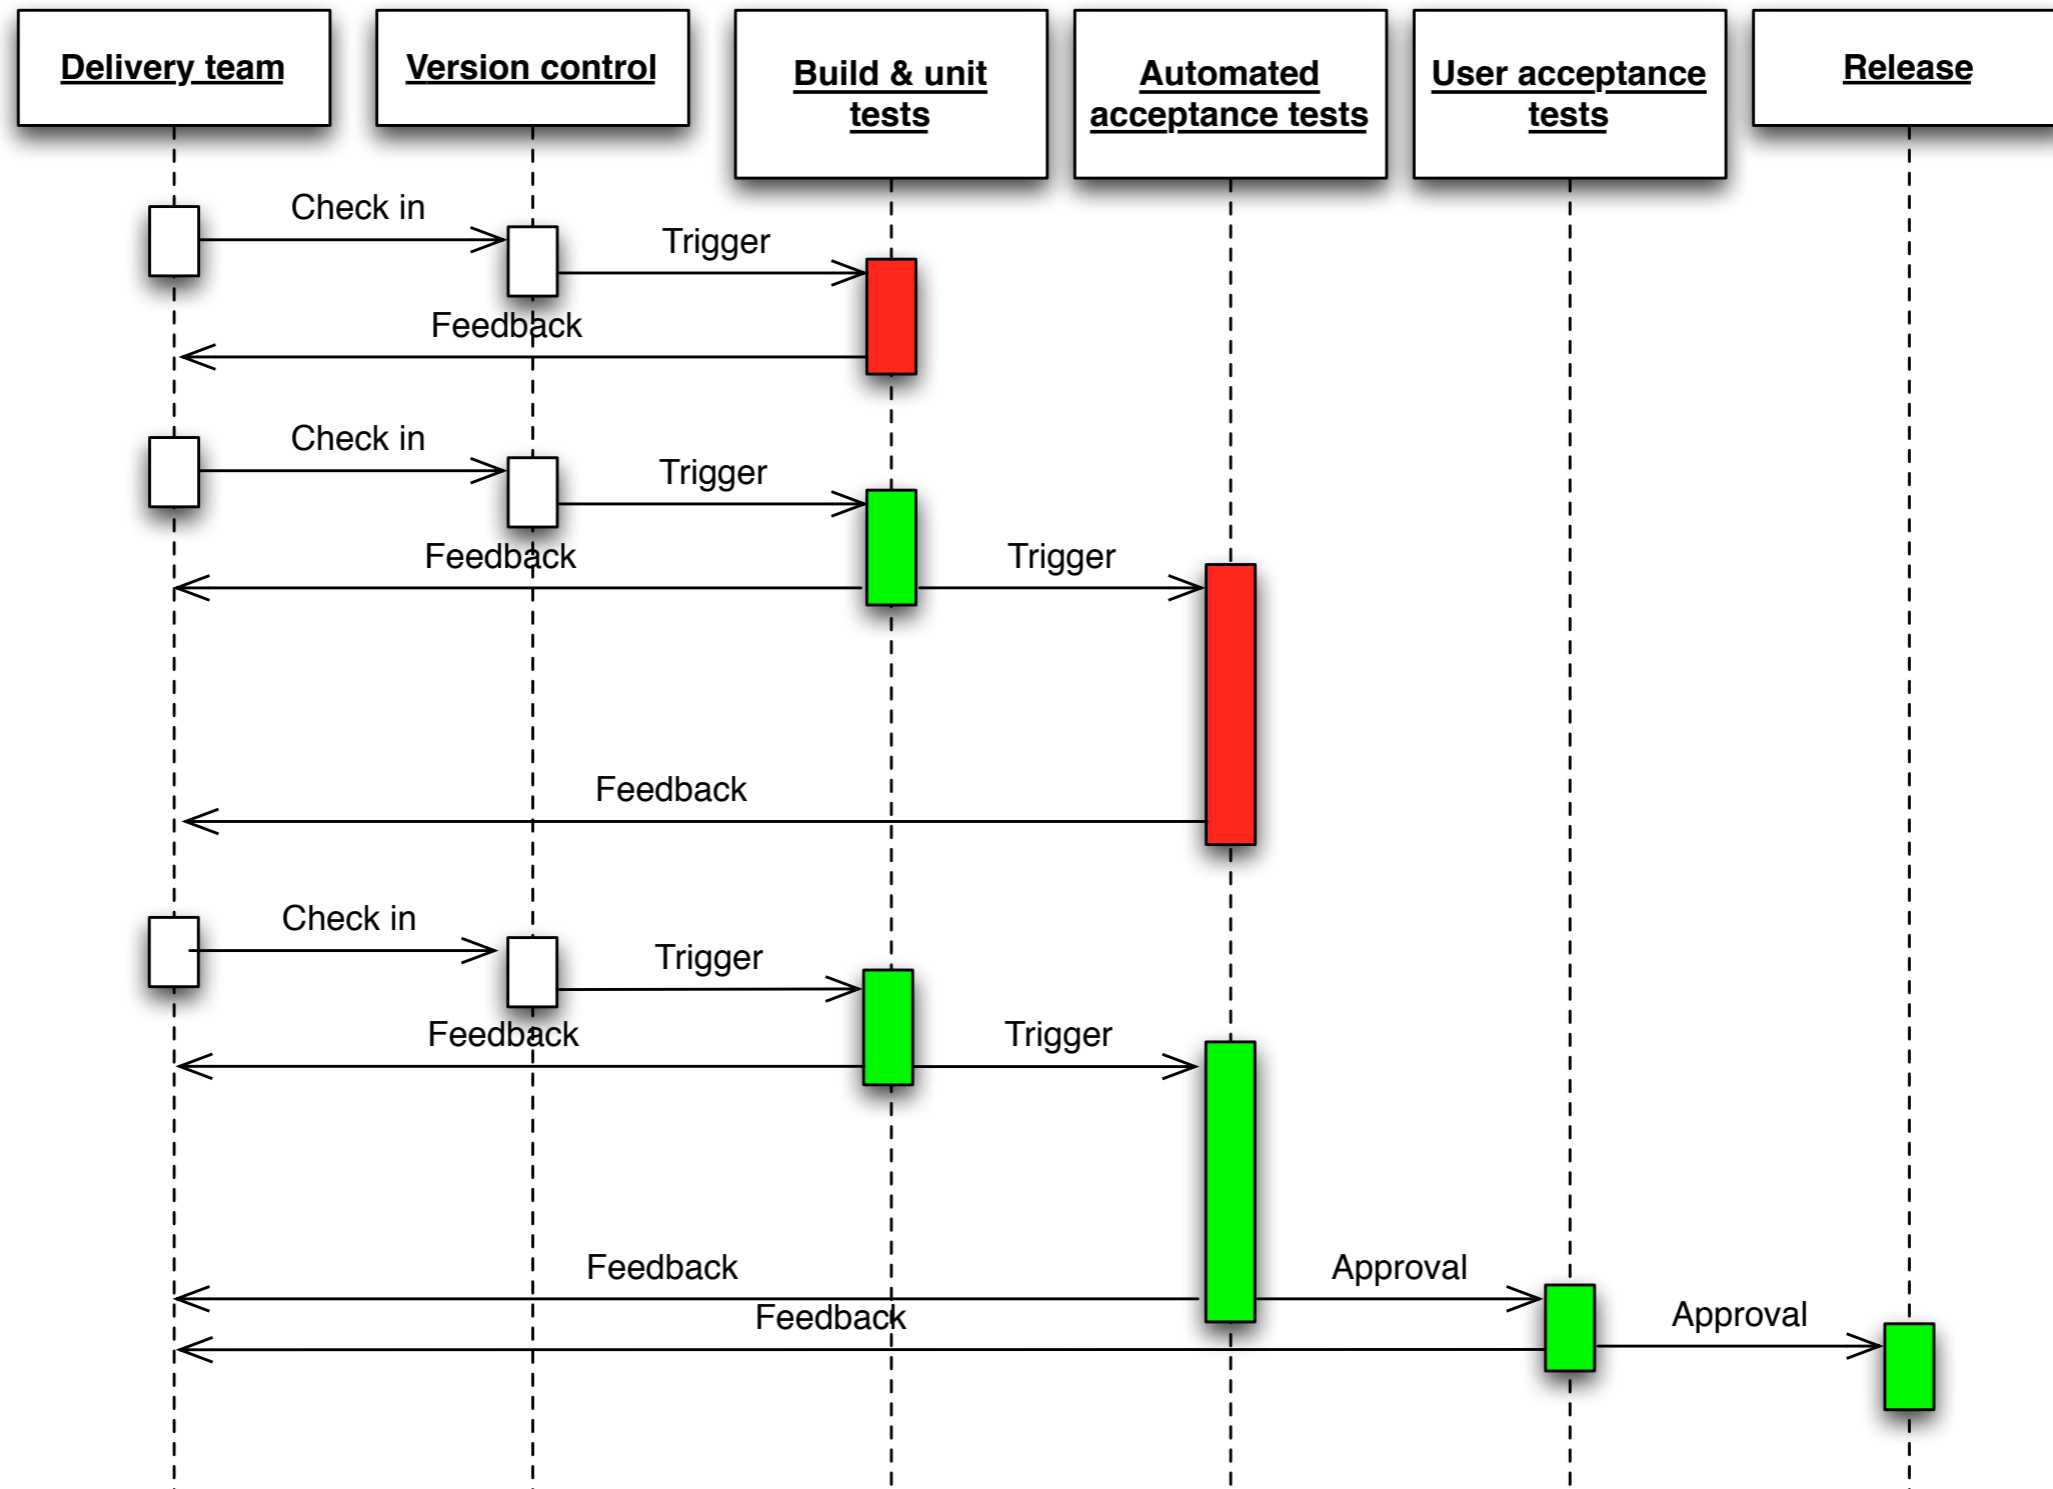 Delivery team
Version control
Build & unit
tests
Automated
acceptance tests
User acceptance
tests
Release
Check in
Trigger
Feedback
Check in
Trigger
Feedback
Trigger
Feedback
Check in
Trigger
Feedback
Trigger
Feedback
Approval
Feedback
Approval